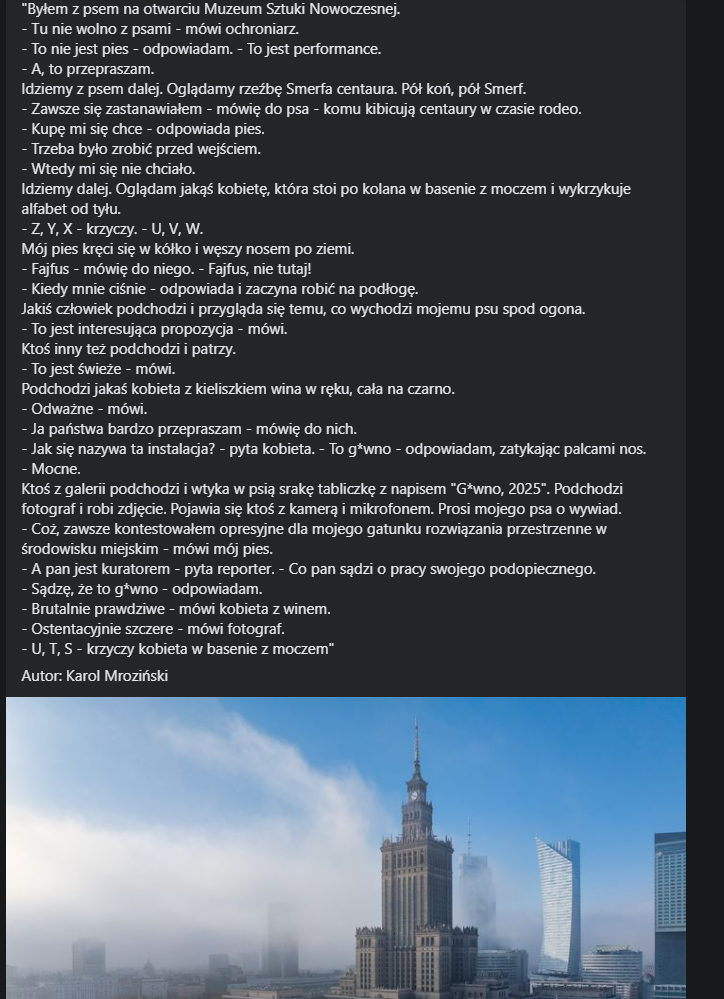 "Byłem z psem na otwarciu Muzeum Sztuki Nowoczesnej.
- Tu nie wolno z psami - mówi ochroniarz.
- To nie jest pies - odpowiadam. - To jest performance.
- A, to przepraszam.
Idziemy z psem dalej. Oglądamy rzeźbę Smerfa centaura. Pół koń, pół Smerf.
- Zawsze się zastanawiałem - mówię do psa - komu kibicują centaury w czasie rodeo.
- Kupę mi się chce - odpowiada pies.
- Trzeba było zrobić przed wejściem.
- Wtedy mi się nie chciało.
Idziemy dalej. Oglądam jakąś kobietę, która stoi po kolana w basenie z moczem i wykrzykuje
alfabet od tyłu.
- Z, Y, X - krzyczy. - U, V, W.
Mój pies kręci się w kółko i węszy nosem po ziemi.
- Fajfus - mówię do niego. - Fajfus, nie tutaj!
- Kiedy mnie ciśnie - odpowiada i zaczyna robić na podłogę.
Jakiś człowiek podchodzi i przygląda się temu, co wychodzi mojemu psu spod ogona.
- To jest interesująca propozycja - mówi.
Ktoś inny też podchodzi i patrzy.
- To jest świeże - mówi.
Podchodzi jakaś kobieta z kieliszkiem wina w ręku, cała na czarno.
- Odważne - mówi.
- Ja państwa bardzo przepraszam - mówię do nich.
- Jak się nazywa ta instalacja? - pyta kobieta. - To g*wno - odpowiadam, zatykając palcami nos.
- Mocne.
Ktoś z galerii podchodzi i wtyka w psią srakę tabliczkę z napisem "G*wno, 2025". Podchodzi
fotograf i robi zdjęcie. Pojawia się ktoś z kamerą i mikrofonem. Prosi mojego psa o wywiad.
- Coż, zawsze kontestowałem opresyjne dla mojego gatunku rozwiązania przestrzenne w
środowisku miejskim - mówi mój pies.
- A pan jest kuratorem - pyta reporter. - Co pan sądzi o pracy swojego podopiecznego.
- Sądzę, że to g*wno - odpowiadam.
- Brutalnie prawdziwe - mówi kobieta z winem.
- Ostentacyjnie szczere - mówi fotograf.
- U, T, S - krzyczy kobieta w basenie z moczem"
Autor: Karol Mroziński